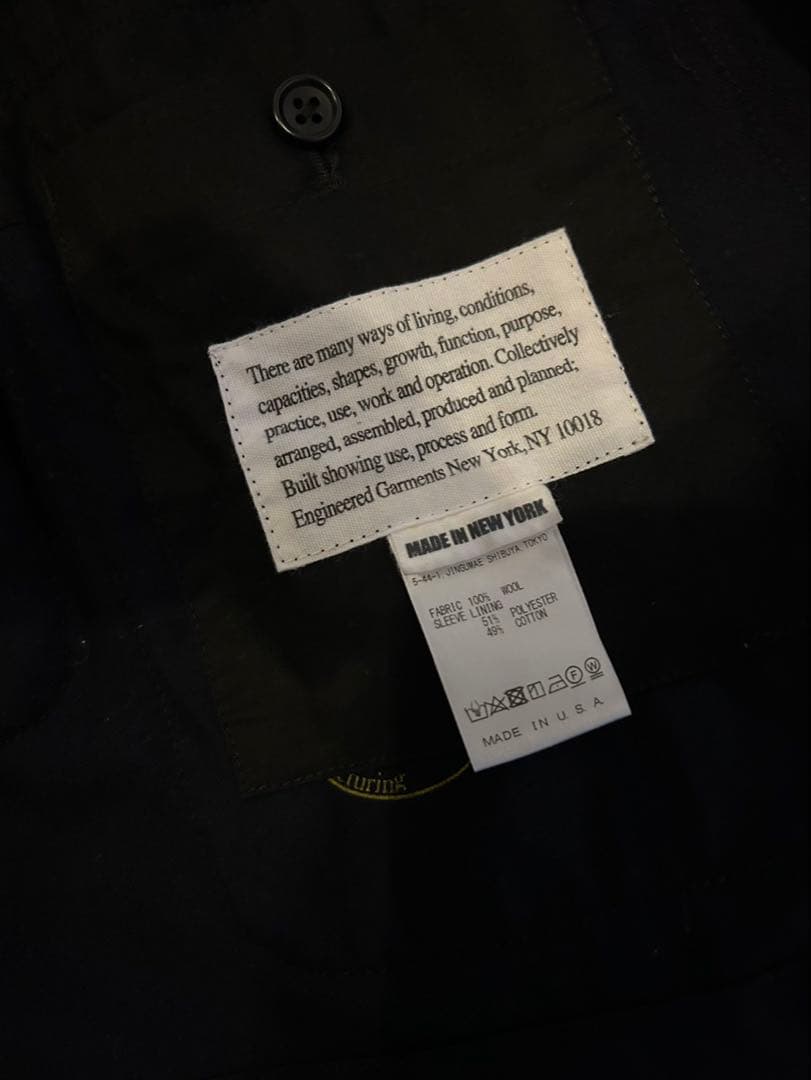 There are many ways of living, conditions,
capacities, shapes, growth, function, purpose,
practice, use, work and operation. Collectively
arranged, assembled, produced and planned;
Built showing use, process and form.
Engineered Garments New York,NY 10018
MADE IN NEW YORK
5-44-1, JINGUMAE SHIBUYA TOKYO
FABRIC 100% WOOL
SLEEVE LINING
51% POLYESTER
49% COTTON
F W
MADE IN U.S.A
turing